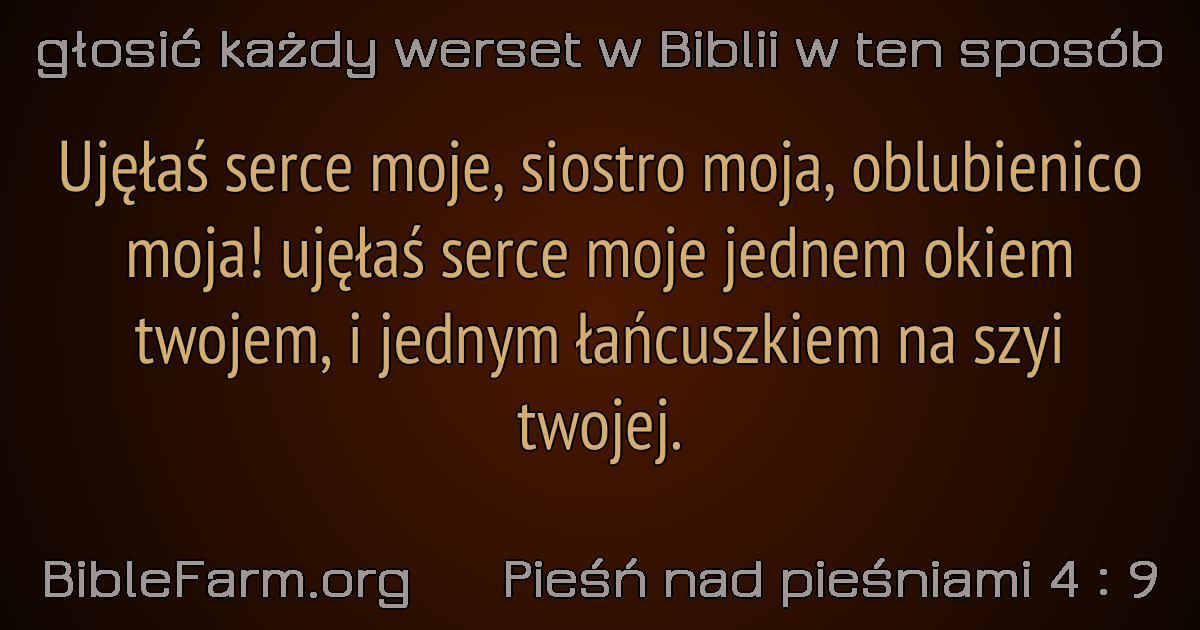 głosić każdy werset w Biblii w ten sposób
Ujęłaś serce moje, siostro moja, oblubienico
moja! ujęłaś serce moje jednem okiem
twojem, i jednym łańcuszkiem na szyi
twojej.
BibleFarm.org Pieśń nad pieśniami 4 : 9